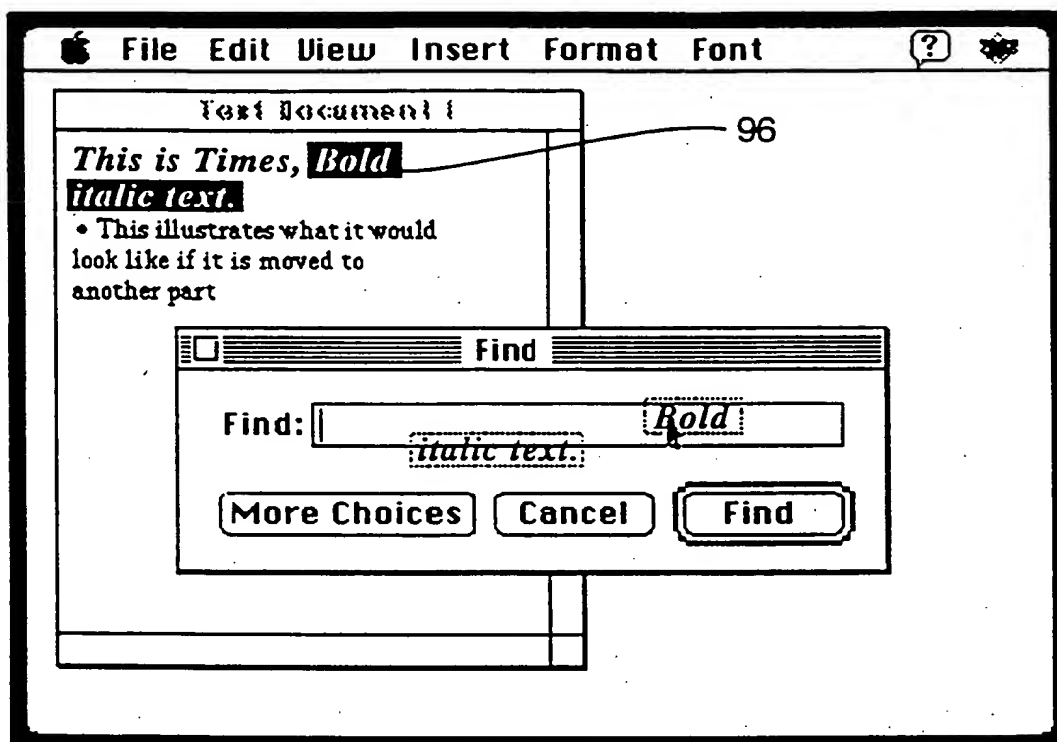 File Edit View Insert Format Font ?
Text Document 1
96
This is Times, Bold
italic text.
• This illustrates what it would
look like if it is moved to
another part
Find
Find: Bold
italic text.
More Choices Cancel Find